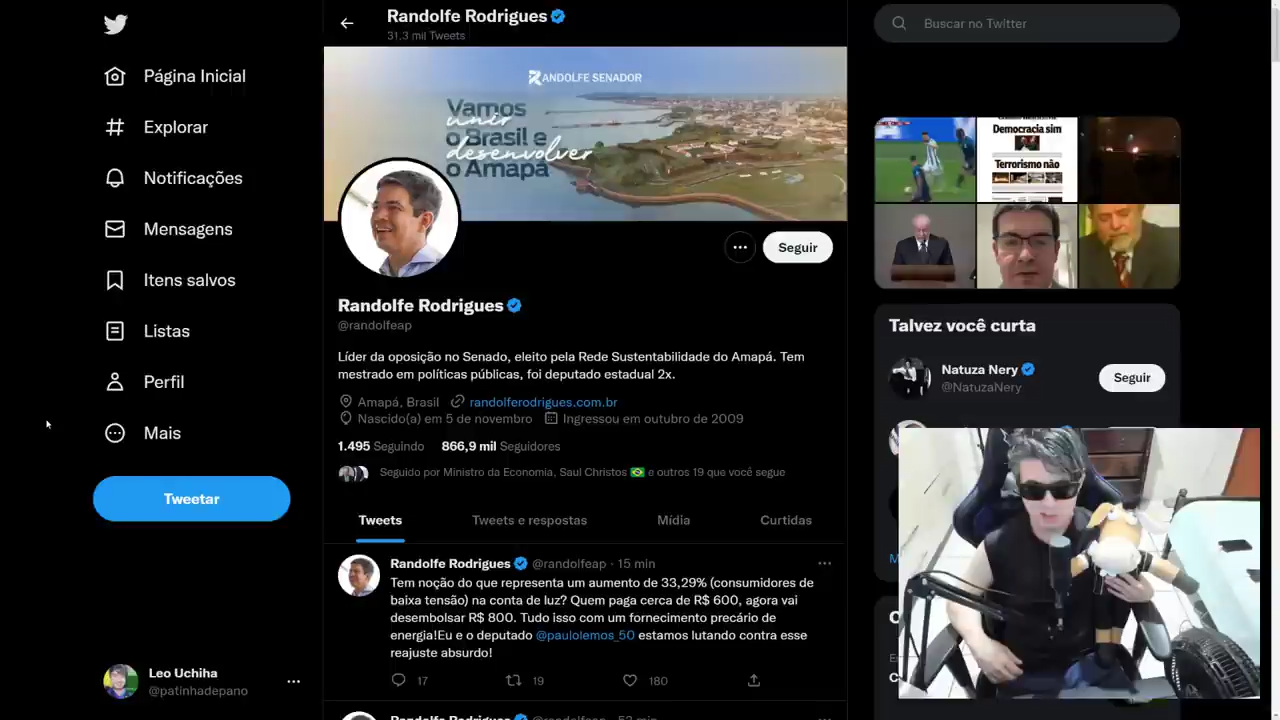 Randolfe Rodrigues
31.3 mil Tweets
Buscar no Twitter
Página Inicial
Explorar
Notificações
Mensagens
Itens salvos
Listas
Perfil
Mais
Tweetar
Leo Uchiha
@patinhadepano
RANDOLFE SENADOR
Vamos
unir
o Brasil e
desenvolver
o Amapá
Seguir
Randolfe Rodrigues
@randolfeap
Líder da oposição no Senado, eleito pela Rede Sustentabilidade do Amapá. Tem
mestrado em políticas públicas, foi deputado estadual 2x.
Amapá, Brasil randolferodrigues.com.br
Nascido(a) em 5 de novembro Ingressou em outubro de 2009
1.495 Seguindo 866,9 mil Seguidores
Seguido por Ministro da Economia, Saul Christos 🇧🇷 e outros 19 que você segue
Tweets Tweets e respostas Mídia Curtidas
Randolfe Rodrigues @randolfeap · 15 min
Tem noção do que representa um aumento de 33,29% (consumidores de
baixa tensão) na conta de luz? Quem paga cerca de R$ 600, agora vai
desembolsar R$ 800. Tudo isso com um fornecimento precário de
energia!Eu e o deputado @paulolemos_50 estamos lutando contra esse
reajuste absurdo!
17 19 180
Randolfe Rodrigues @randolfeap · 52 min
Democracia sim
Terrorismo não
Talvez você curta
Natuza Nery
@NatuzaNery
Seguir